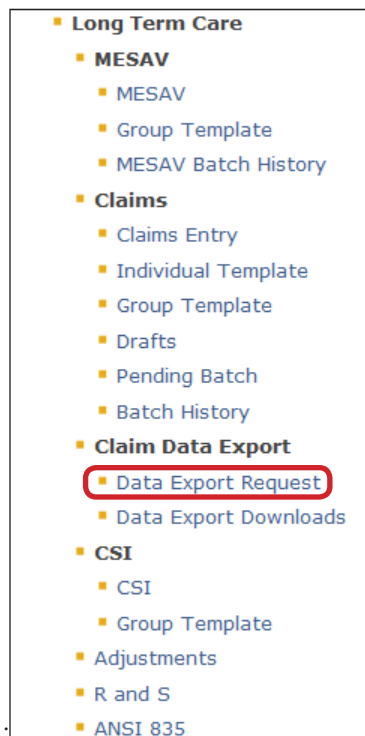 Long Term Care
MESAV
MESAV
Group Template
MESAV Batch History
Claims
Claims Entry
Individual Template
Group Template
Drafts
Pending Batch
Batch History
Claim Data Export
Data Export Request
Data Export Downloads
CSI
CSI
Group Template
Adjustments
R and S
ANSI 835